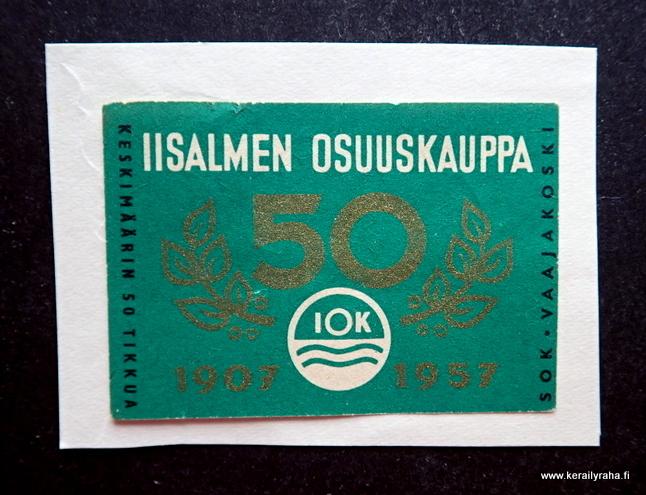 IISALMEN OSUUSKAUPPA
50
IOK
1907 1957
KESKIMÄÄRIN 50 TIKKUA
SOK · VAAJAKOSKI
www.kerailyraha.fi